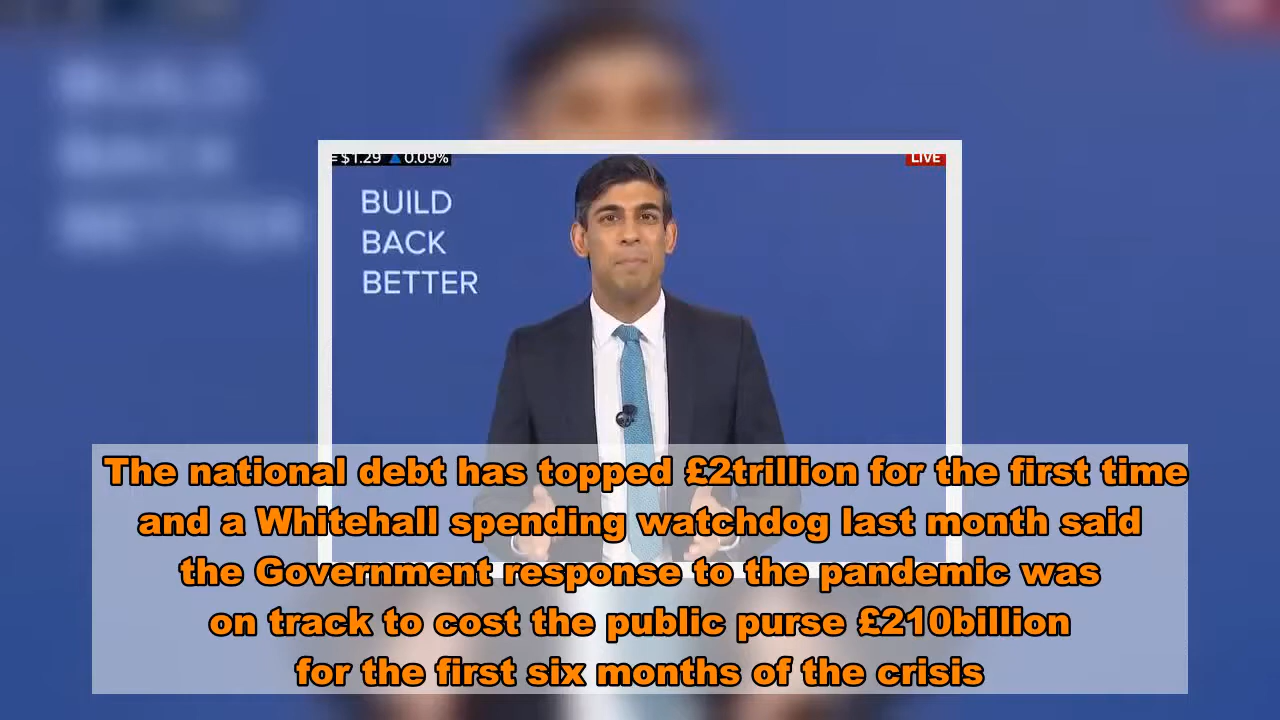 $1.29 ▲ 0.09%
LIVE
BUILD
BACK
BETTER
The national debt has topped £2trillion for the first time
and a Whitehall spending watchdog last month said
the Government response to the pandemic was
on track to cost the public purse £210billion
for the first six months of the crisis